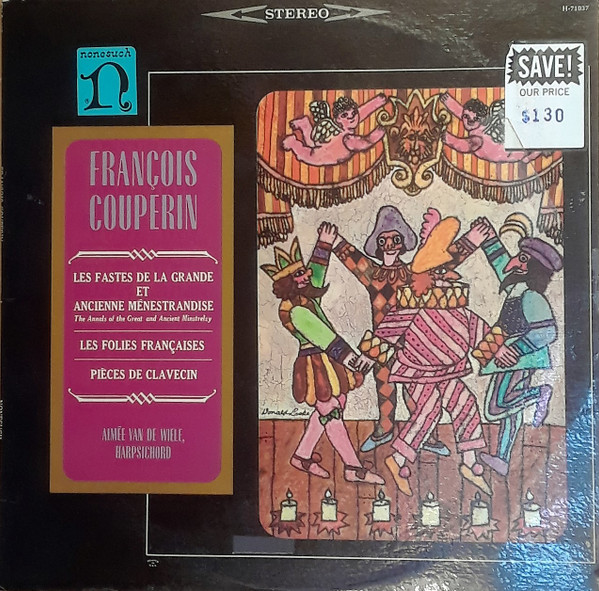 STEREO
H-71037
nonesuch
n
SAVE!
OUR PRICE
$130
FRANÇOIS
COUPERIN
LES FASTES DE LA GRANDE
ET
ANCIENNE MÉNESTRANDISE
The Annals of the Great and Ancient Minstrelsy
LES FOLIES FRANÇAISES
PIÈCES DE CLAVECIN
AIMÉE VAN DE WIELE,
HARPSICHORD